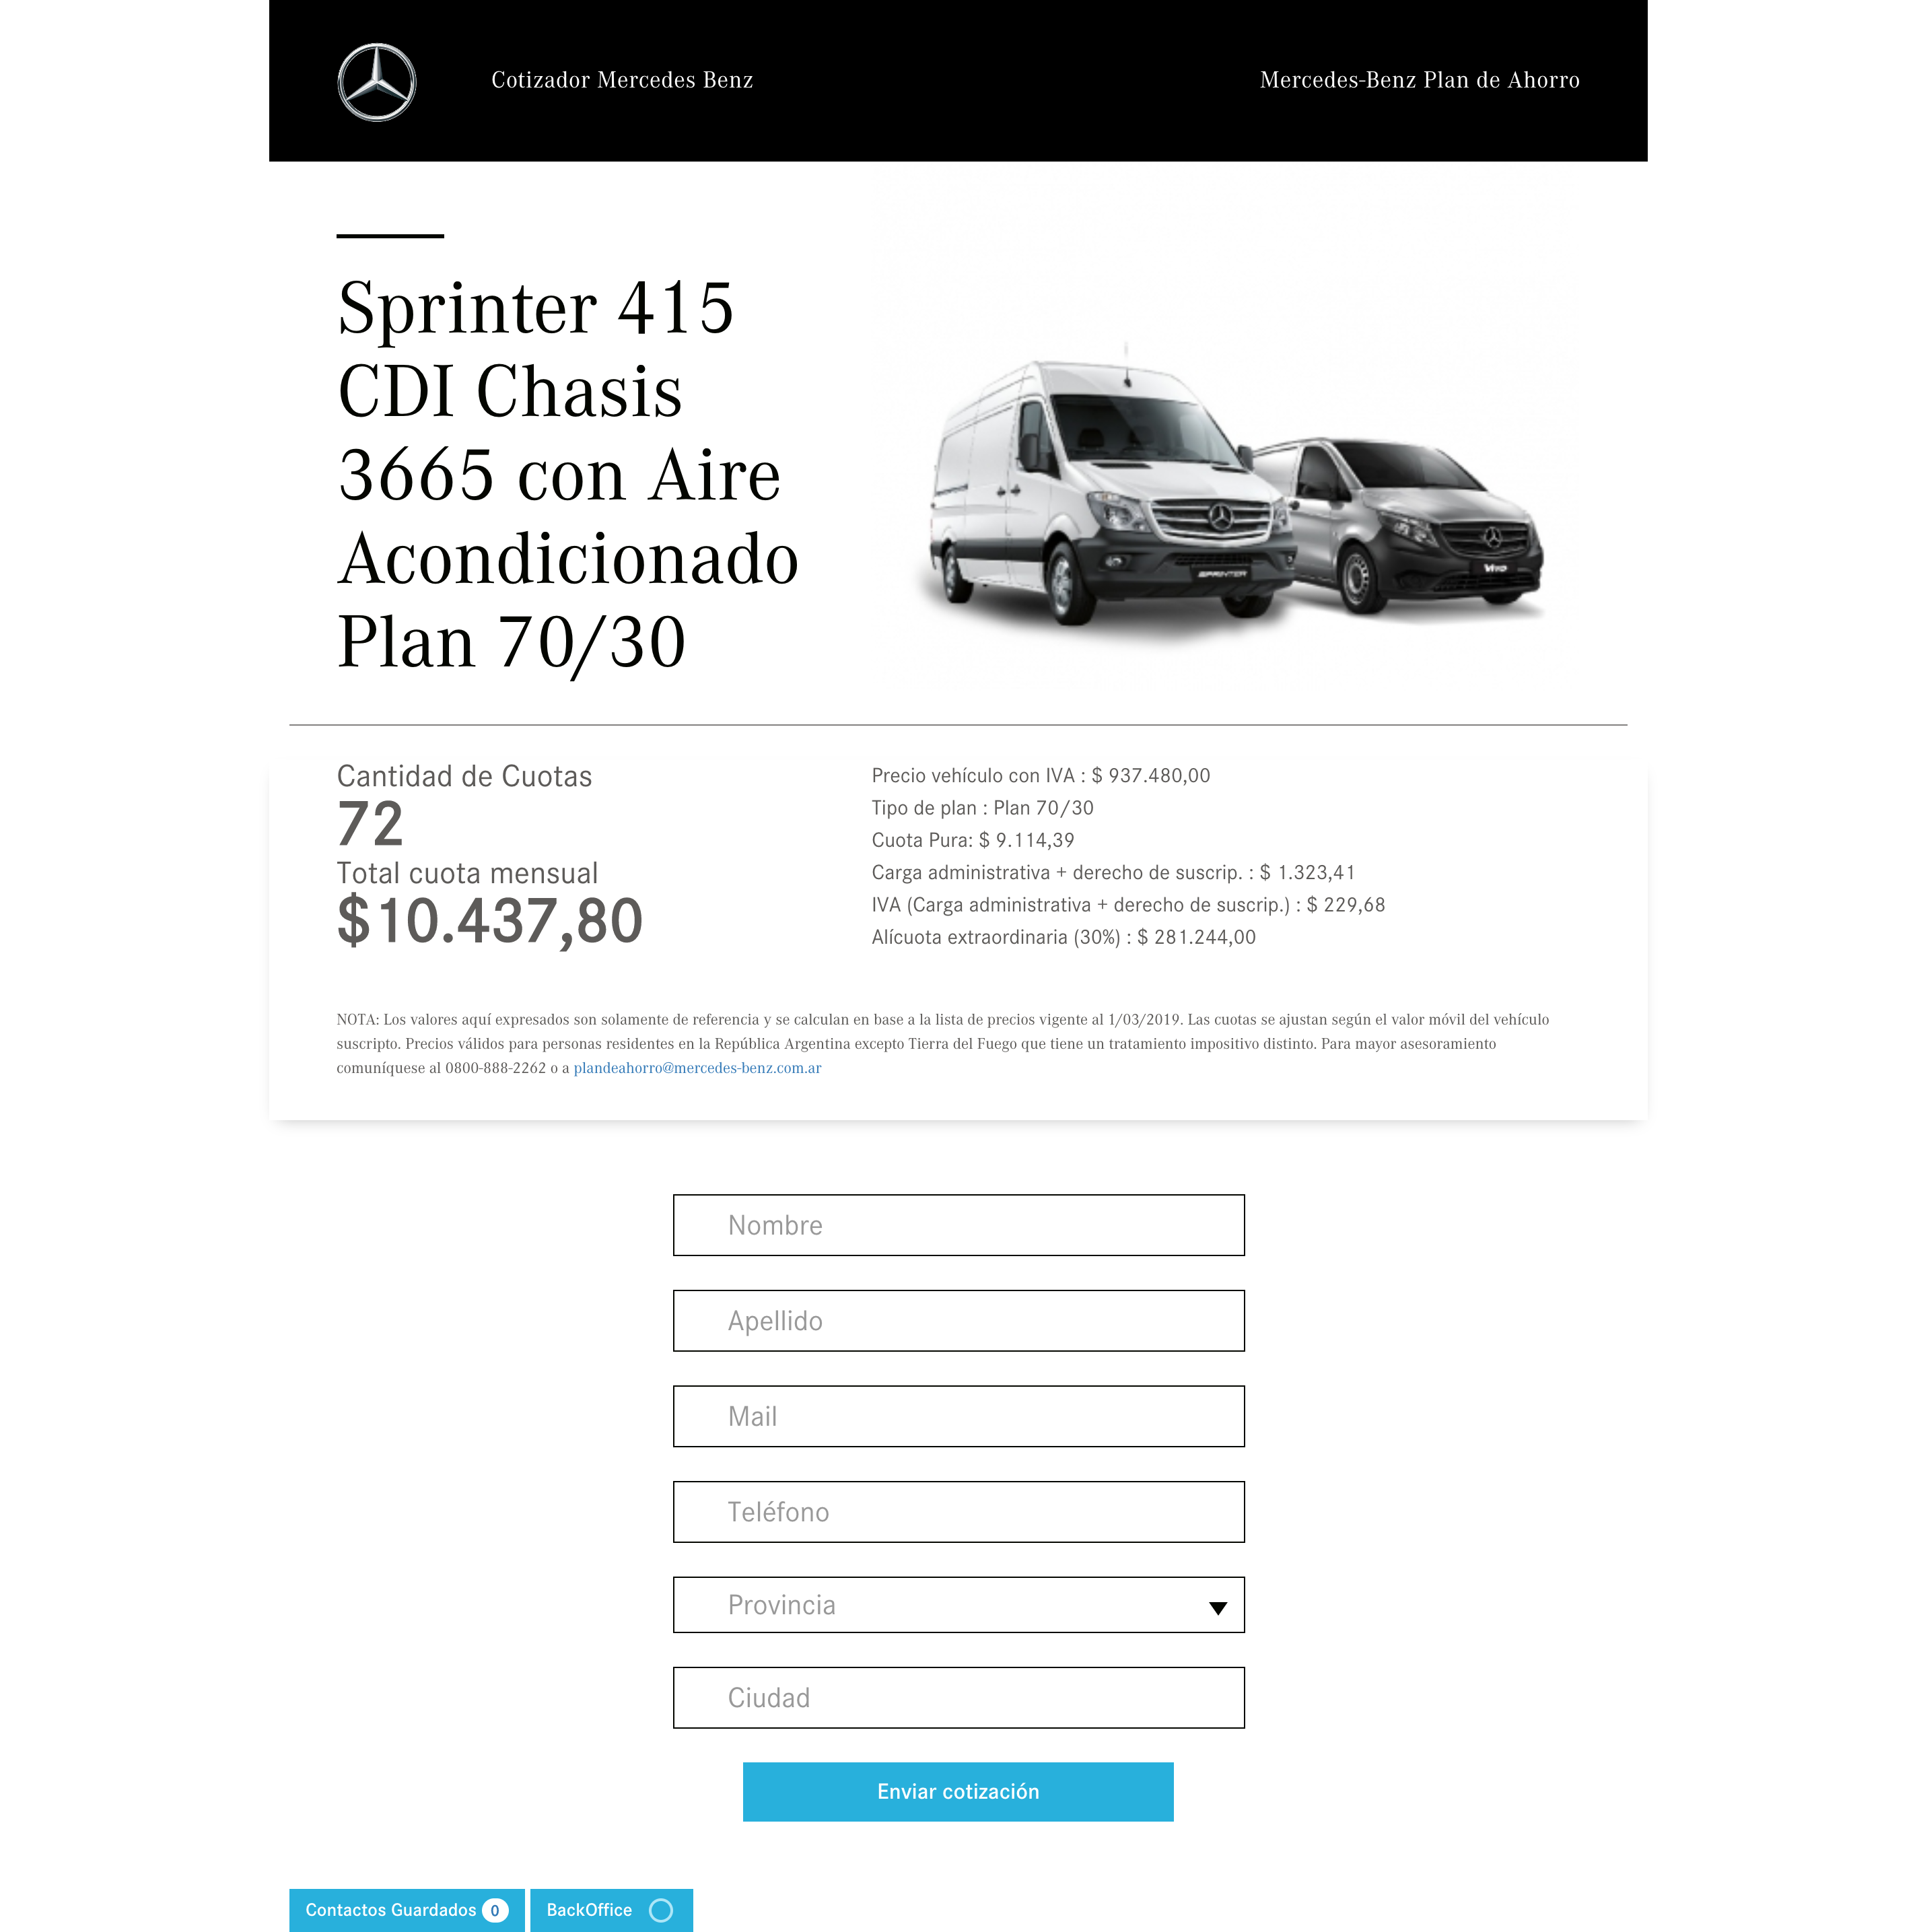 Cotizador Mercedes Benz
Mercedes-Benz Plan de Ahorro
Sprinter 415
CDI Chasis
3665 con Aire
Acondicionado
Plan 70/30
SPRINTER
Vito
Cantidad de Cuotas
72
Total cuota mensual
$10.437,80
Precio vehículo con IVA : $ 937.480,00
Tipo de plan : Plan 70/30
Cuota Pura: $ 9.114,39
Carga administrativa + derecho de suscrip. : $ 1.323,41
IVA (Carga administrativa + derecho de suscrip.) : $ 229,68
Alícuota extraordinaria (30%) : $ 281.244,00
NOTA: Los valores aquí expresados son solamente de referencia y se calculan en base a la lista de precios vigente al 1/03/2019. Las cuotas se ajustan según el valor móvil del vehículo
suscripto. Precios válidos para personas residentes en la República Argentina excepto Tierra del Fuego que tiene un tratamiento impositivo distinto. Para mayor asesoramiento
comuníquese al 0800-888-2262 o a plandeahorro@mercedes-benz.com.ar
Nombre
Apellido
Mail
Teléfono
Provincia
Ciudad
Enviar cotización
Contactos Guardados 0
BackOffice